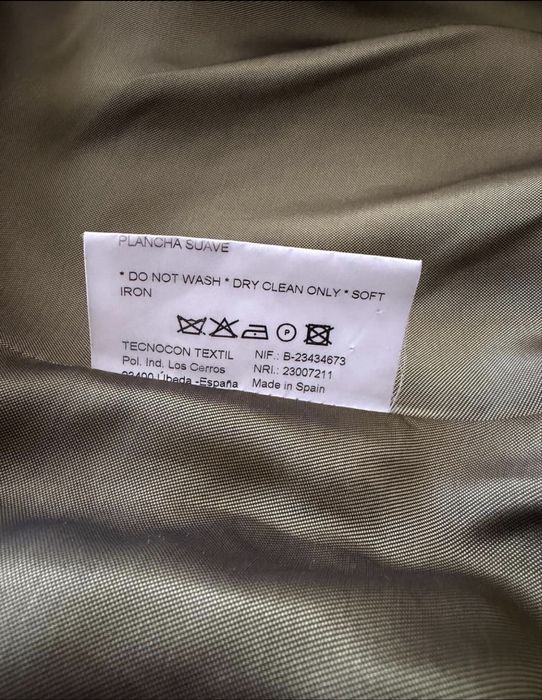 PLANCHA SUAVE
* DO NOT WASH * DRY CLEAN ONLY * SOFT
IRON
P
TECNOCON TEXTIL NIF.: B-23434673
Pol. Ind. Los Cerros NRI.: 23007211
23400 Úbeda -España Made in Spain